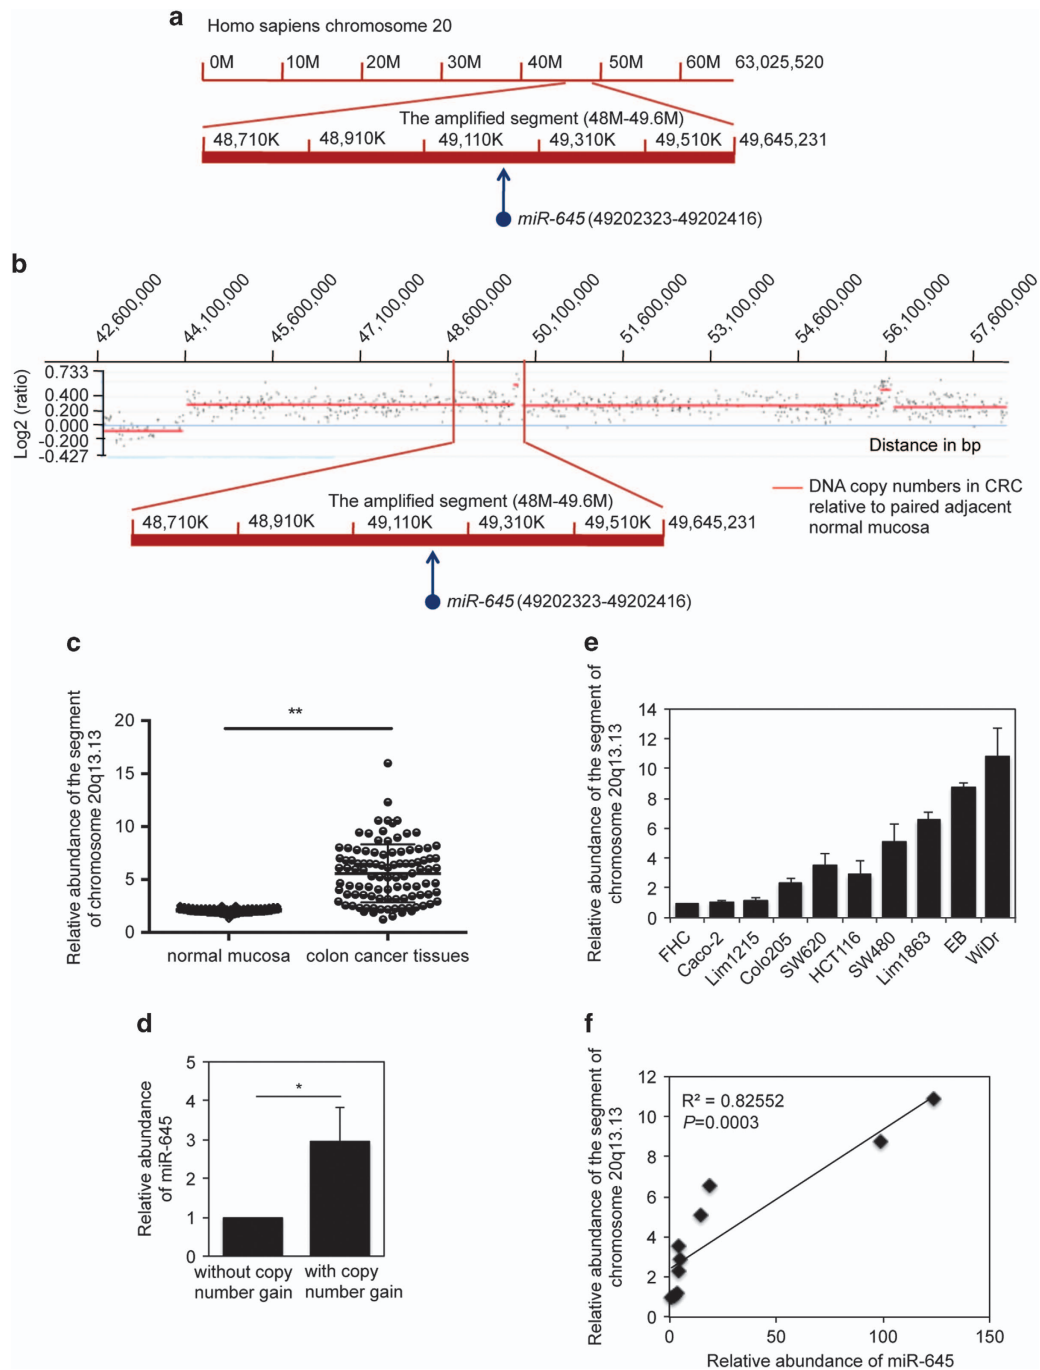 a
Homo sapiens chromosome 20
0M 10M 20M 30M 40M 50M 60M 63,025,520
The amplified segment (48M-49.6M)
48,710K 48,910K 49,110K 49,310K 49,510K 49,645,231
miR-645 (49202323-49202416)
b
42,600,000 44,100,000 45,600,000 47,100,000 48,600,000 50,100,000 51,600,000 53,100,000 54,600,000 56,100,000 57,600,000
Log2 (ratio)
0.733
0.400
0.200
0.000
-0.200
-0.427
Distance in bp
DNA copy numbers in CRC
relative to paired adjacent
normal mucosa
The amplified segment (48M-49.6M)
48,710K 48,910K 49,110K 49,310K 49,510K 49,645,231
miR-645 (49202323-49202416)
c
Relative abundance of the segment
of chromosome 20q13.13
20
15
10
5
0
**
normal mucosa colon cancer tissues
e
Relative abundance of the segment of
chromosome 20q13.13
14
12
10
8
6
4
2
0
FHC Caco-2 Lim1215 Colo205 SW620 HCT116 SW480 Lim1863 EB WiDr
d
Relative abundance
of miR-645
5
4
3
2
1
0
*
without copy
number gain
with copy
number gain
f
Relative abundance of the segment of
chromosome 20q13.13
12
10
8
6
4
2
0
R² = 0.82552
P=0.0003
0 50 100 150
Relative abundance of miR-645